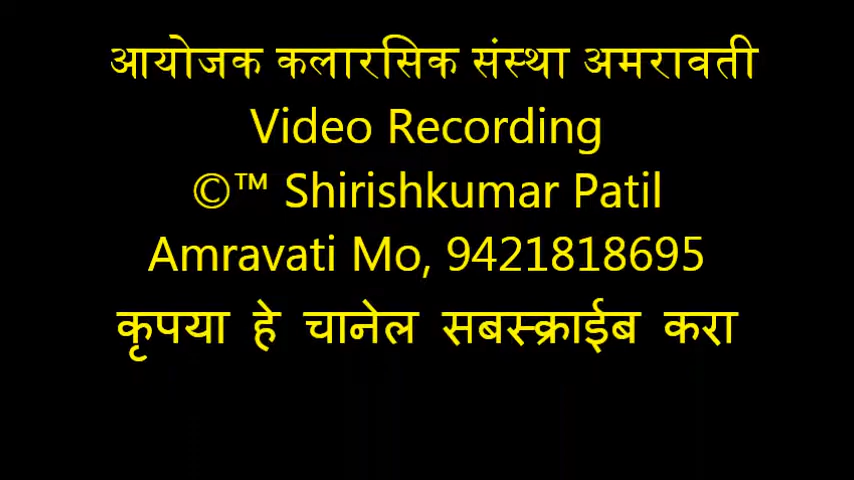 आयोजक कलारसिक संस्था अमरावती
Video Recording
©™ Shirishkumar Patil
Amravati Mo, 9421818695
कृपया हे चानेल सबस्क्राईब करा